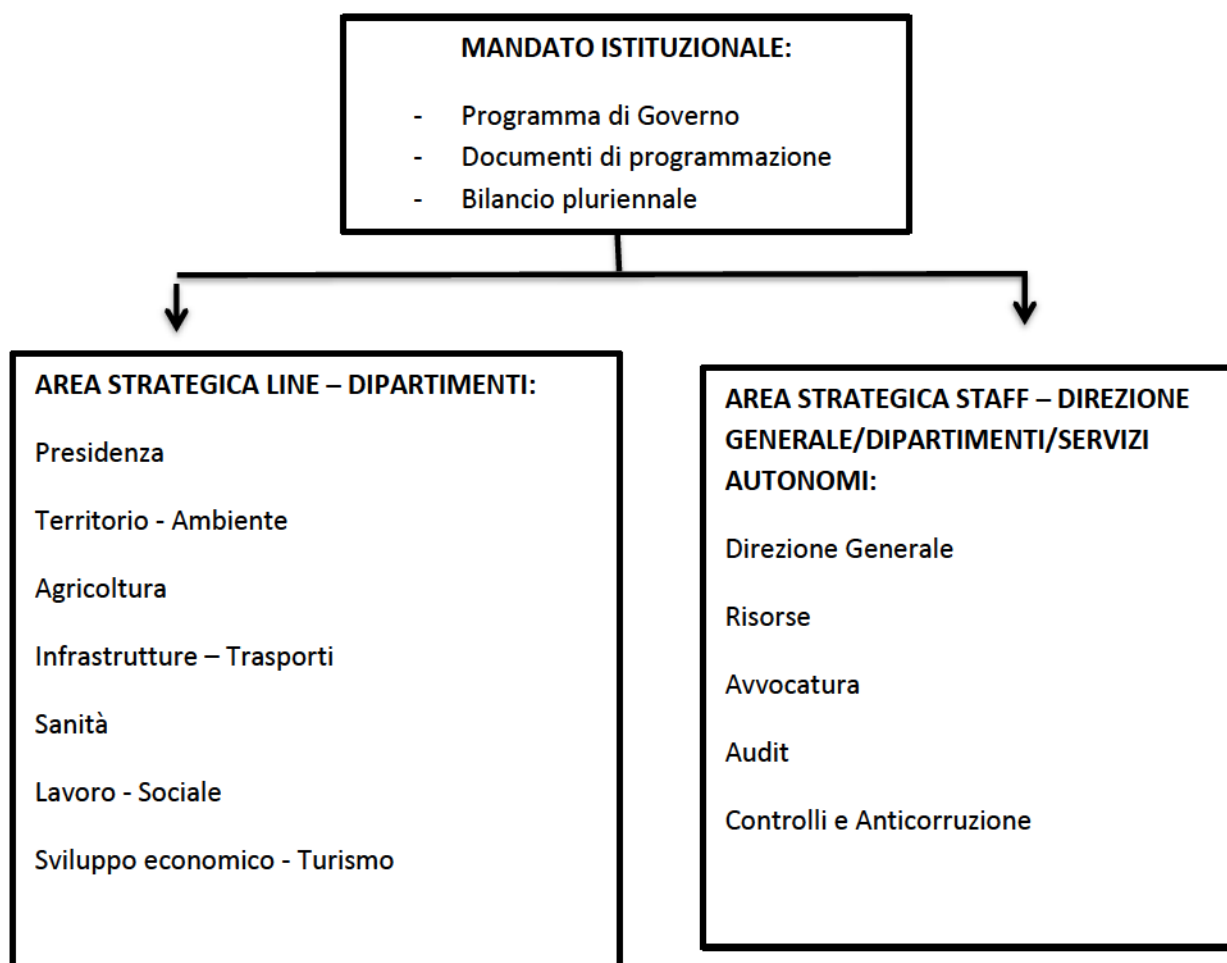 MANDATO ISTITUZIONALE:
- Programma di Governo
- Documenti di programmazione
- Bilancio pluriennale
AREA STRATEGICA LINE – DIPARTIMENTI:
Presidenza
Territorio - Ambiente
Agricoltura
Infrastrutture – Trasporti
Sanità
Lavoro - Sociale
Sviluppo economico - Turismo
AREA STRATEGICA STAFF – DIREZIONE
GENERALE/DIPARTIMENTI/SERVIZI
AUTONOMI:
Direzione Generale
Risorse
Avvocatura
Audit
Controlli e Anticorruzione